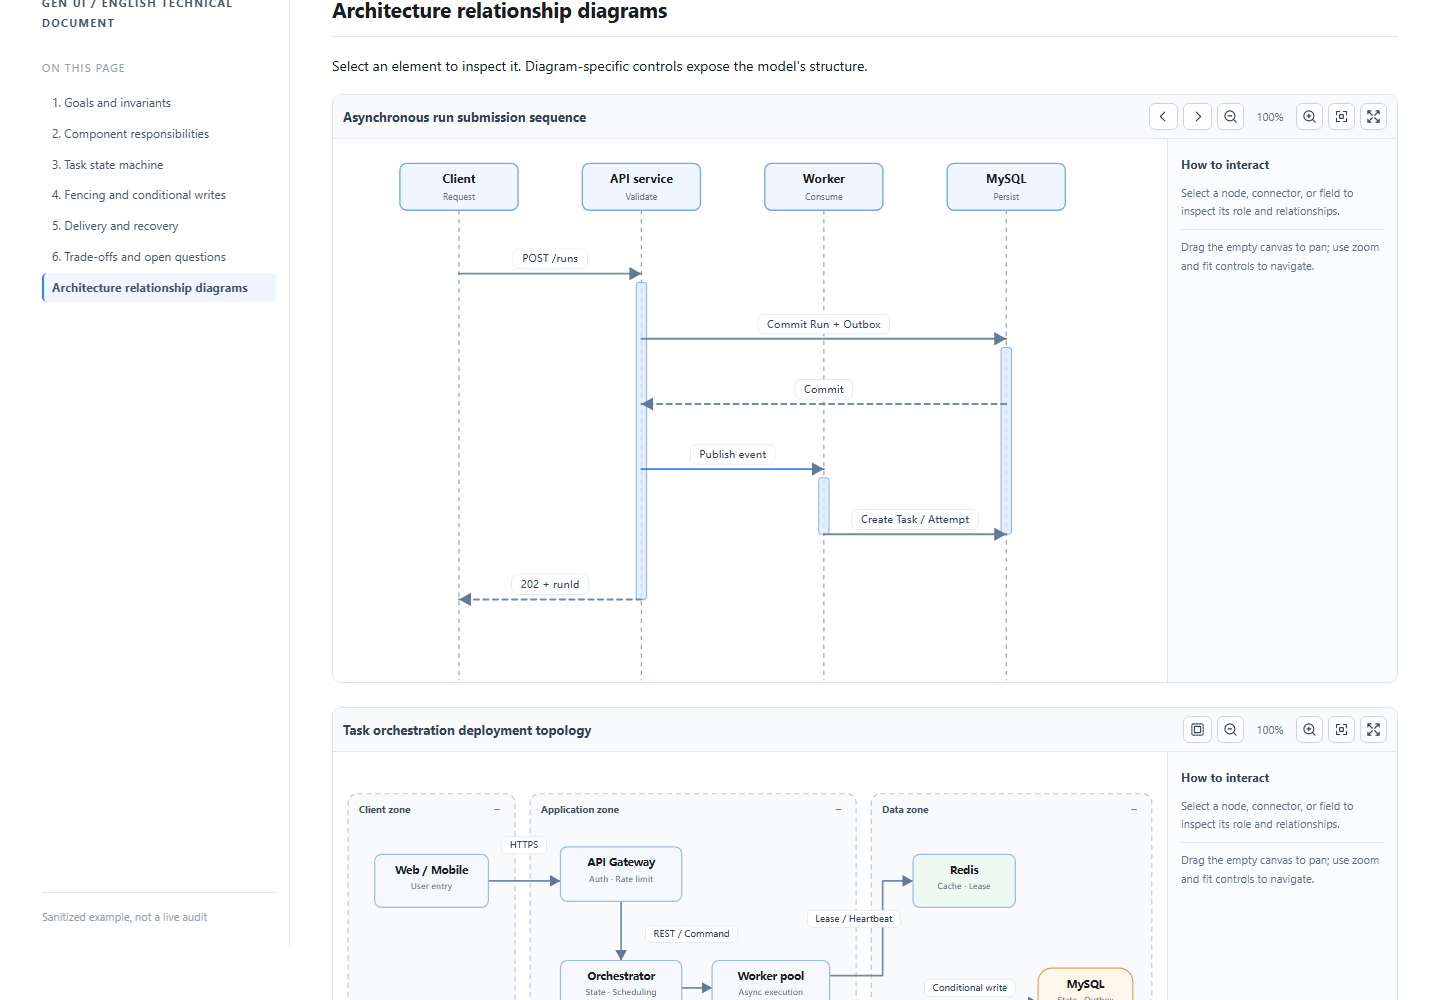 GEN UI / ENGLISH TECHNICAL
DOCUMENT
ON THIS PAGE
1. Goals and invariants
2. Component responsibilities
3. Task state machine
4. Fencing and conditional writes
5. Delivery and recovery
6. Trade-offs and open questions
Architecture relationship diagrams
Sanitized example, not a live audit
Architecture relationship diagrams
Select an element to inspect it. Diagram-specific controls expose the model's structure.
Asynchronous run submission sequence
100%
Client
Request
API service
Validate
Worker
Consume
MySQL
Persist
POST /runs
Commit Run + Outbox
Commit
Publish event
Create Task / Attempt
202 + runId
How to interact
Select a node, connector, or field to
inspect its role and relationships.
Drag the empty canvas to pan; use zoom
and fit controls to navigate.
Task orchestration deployment topology
100%
Client zone
Application zone
Data zone
HTTPS
Web / Mobile
User entry
API Gateway
Auth · Rate limit
Redis
Cache · Lease
Lease / Heartbeat
REST / Command
Orchestrator
State · Scheduling
Worker pool
Async execution
Conditional write
MySQL
State · Outbox
How to interact
Select a node, connector, or field to
inspect its role and relationships.
Drag the empty canvas to pan; use zoom
and fit controls to navigate.